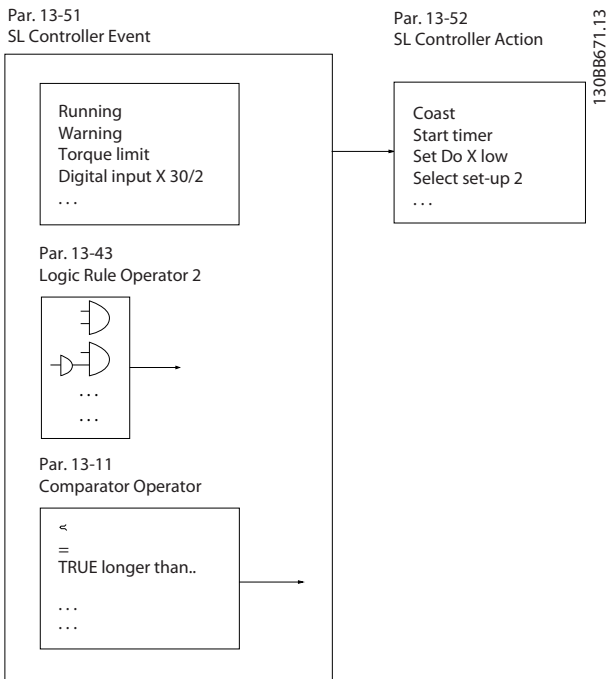 Par. 13-51
SL Controller Event
Par. 13-52
SL Controller Action
130BB671.13
Running
Warning
Torque limit
Digital input X 30/2
. . .
Coast
Start timer
Set Do X low
Select set-up 2
. . .
Par. 13-43
Logic Rule Operator 2
. . .
. . .
Par. 13-11
Comparator Operator
=
TRUE longer than..
. . .
. . .